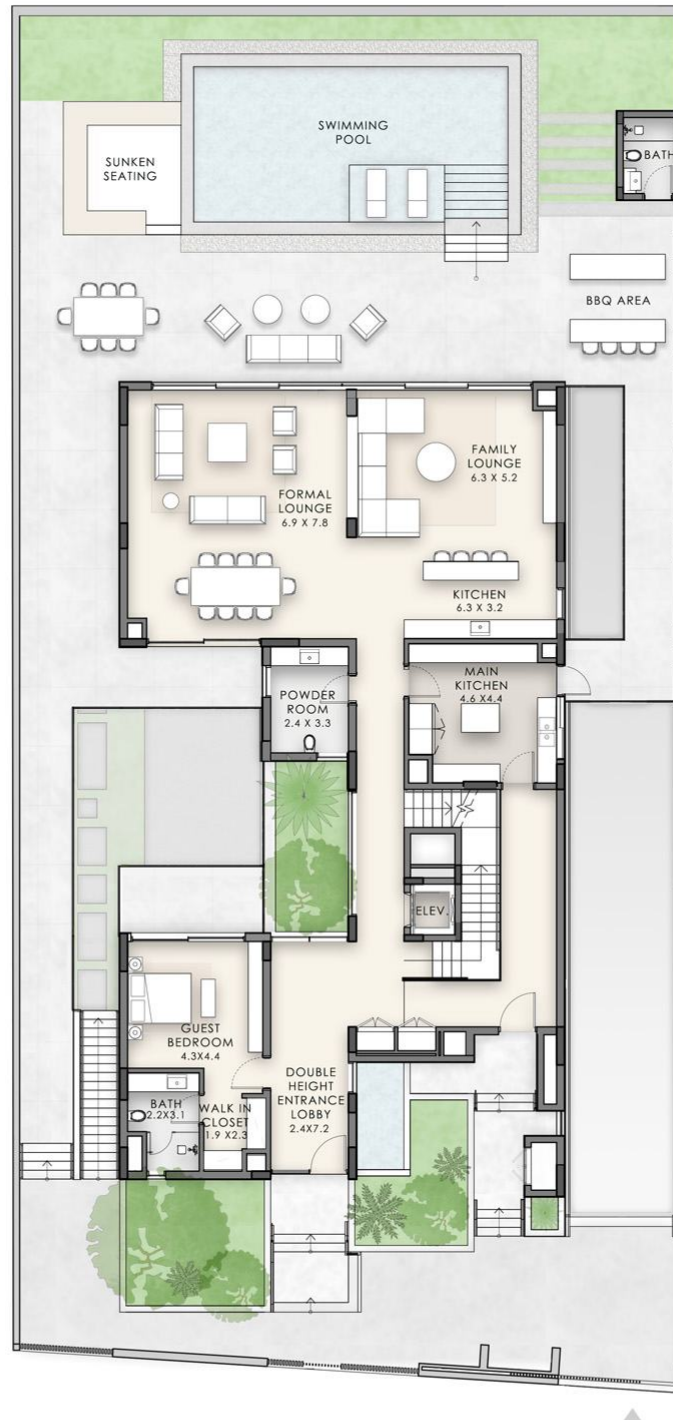 SWIMMING
POOL
SUNKEN
SEATING
BATH
BBQ AREA
FAMILY
LOUNGE
6.3 X 5.2
FORMAL
LOUNGE
6.9 X 7.8
KITCHEN
6.3 X 3.2
MAIN
KITCHEN
4.6 X4.4
POWDER
ROOM
2.4 X 3.3
ELEV.
GUEST
BEDROOM
4.3X4.4
DOUBLE
HEIGHT
ENTRANCE
LOBBY
2.4X7.2
BATH
2.2X3.1
WALK IN
CLOSET
1.9 X2.3